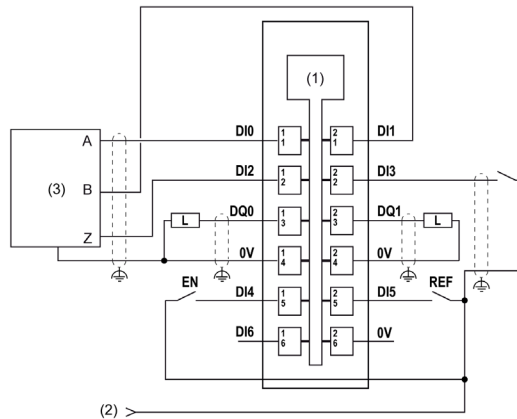 (1)
A DI0 1 1 2 1 DI1
(3) B DI2 1 2 2 2 DI3
L DQ0 1 3 2 3 DQ1 L
Z 0V 1 4 2 4 0V
EN DI4 1 5 2 5 DI5 REF
DI6 1 6 2 6 0V
(2)